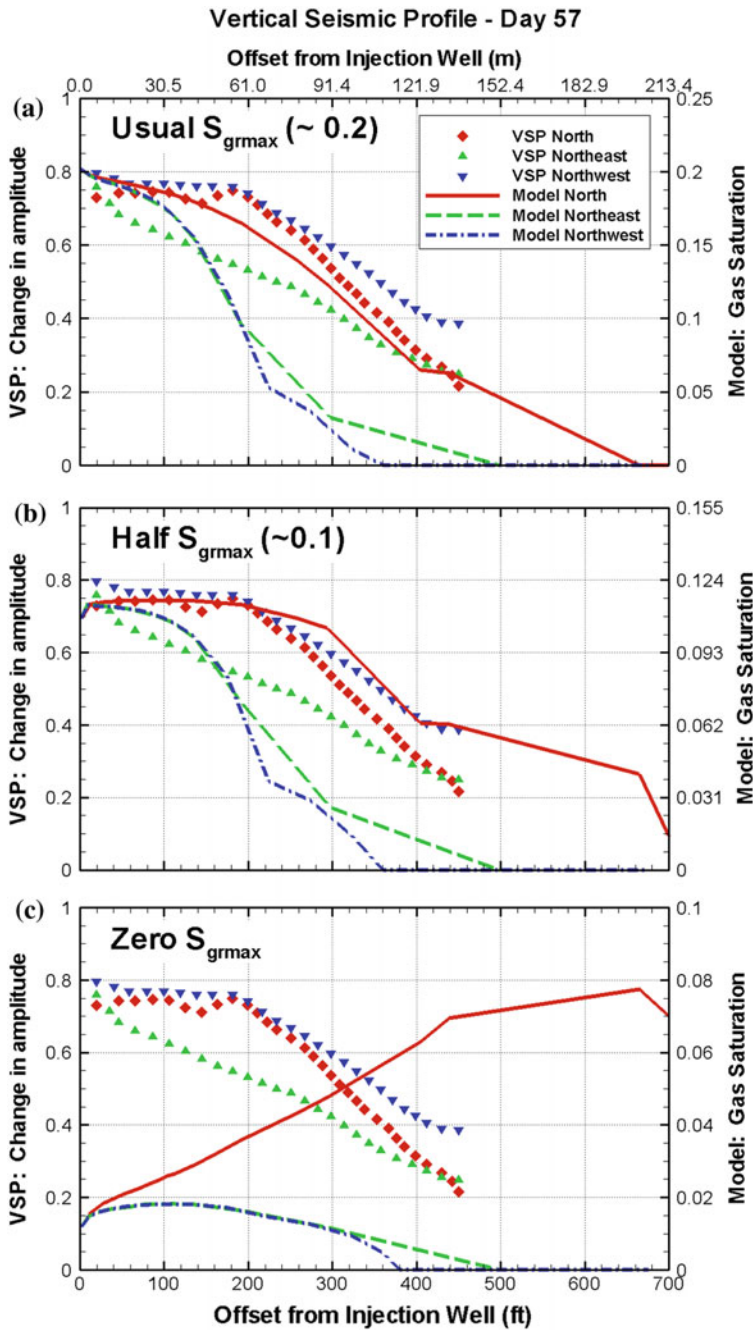 Vertical Seismic Profile - Day 57
Offset from Injection Well (m)
0.0 30.5 61.0 91.4 121.9 152.4 182.9 213.4
(a)
Usual Sgrmax (~ 0.2)
VSP North
VSP Northeast
VSP Northwest
Model North
Model Northeast
Model Northwest
VSP: Change in amplitude
1
0.8
0.6
0.4
0.2
0
Model: Gas Saturation
0.25
0.2
0.15
0.1
0.05
0
(b)
Half Sgrmax (~0.1)
VSP: Change in amplitude
1
0.8
0.6
0.4
0.2
0
Model: Gas Saturation
0.155
0.124
0.093
0.062
0.031
0
(c)
Zero Sgrmax
VSP: Change in amplitude
1
0.8
0.6
0.4
0.2
0
Model: Gas Saturation
0.1
0.08
0.06
0.04
0.02
0
0 100 200 300 400 500 600 700
Offset from Injection Well (ft)